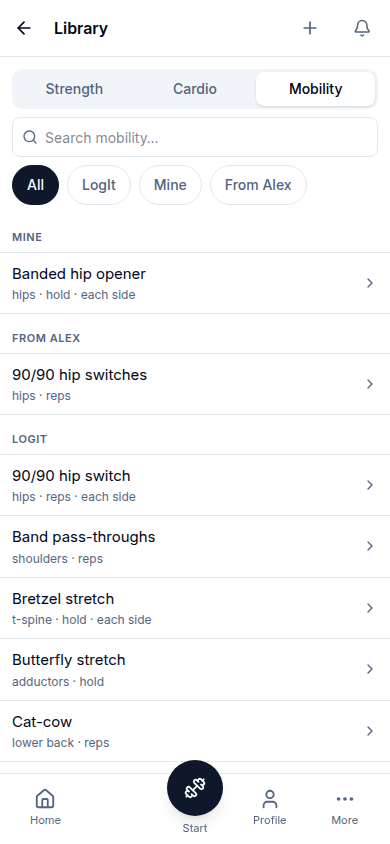 Library
Strength Cardio Mobility
Search mobility...
All LogIt Mine From Alex
MINE
Banded hip opener
hips · hold · each side
FROM ALEX
90/90 hip switches
hips · reps
LOGIT
90/90 hip switch
hips · reps · each side
Band pass-throughs
shoulders · reps
Bretzel stretch
t-spine · hold · each side
Butterfly stretch
adductors · hold
Cat-cow
lower back · reps
Home Start Profile More